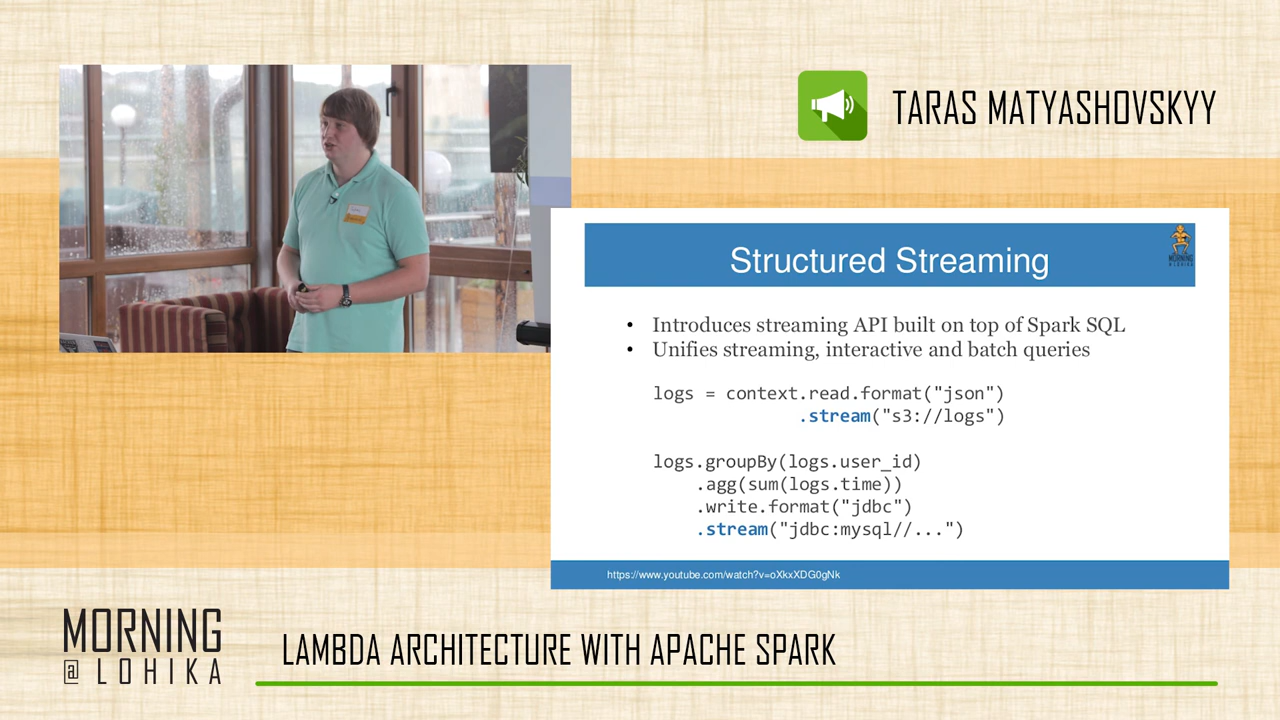 TARAS MATYASHOVSKYY
Structured Streaming
MORNING
@ LOHIKA
• Introduces streaming API built on top of Spark SQL
• Unifies streaming, interactive and batch queries
logs = context.read.format("json")
.stream("s3://logs")
logs.groupBy(logs.user_id)
.agg(sum(logs.time))
.write.format("jdbc")
.stream("jdbc:mysql//...")
https://www.youtube.com/watch?v=oXkxXDG0gNk
MORNING
@ LOHIKA
LAMBDA ARCHITECTURE WITH APACHE SPARK